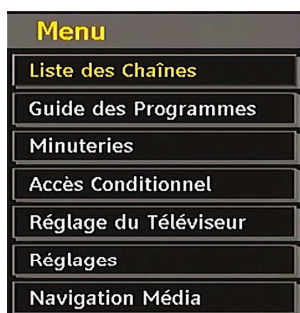 Menu
Liste des Chaînes
Guide des Programmes
Minuteries
Accès Conditionnel
Réglage du Téléviseur
Réglages
Navigation Média